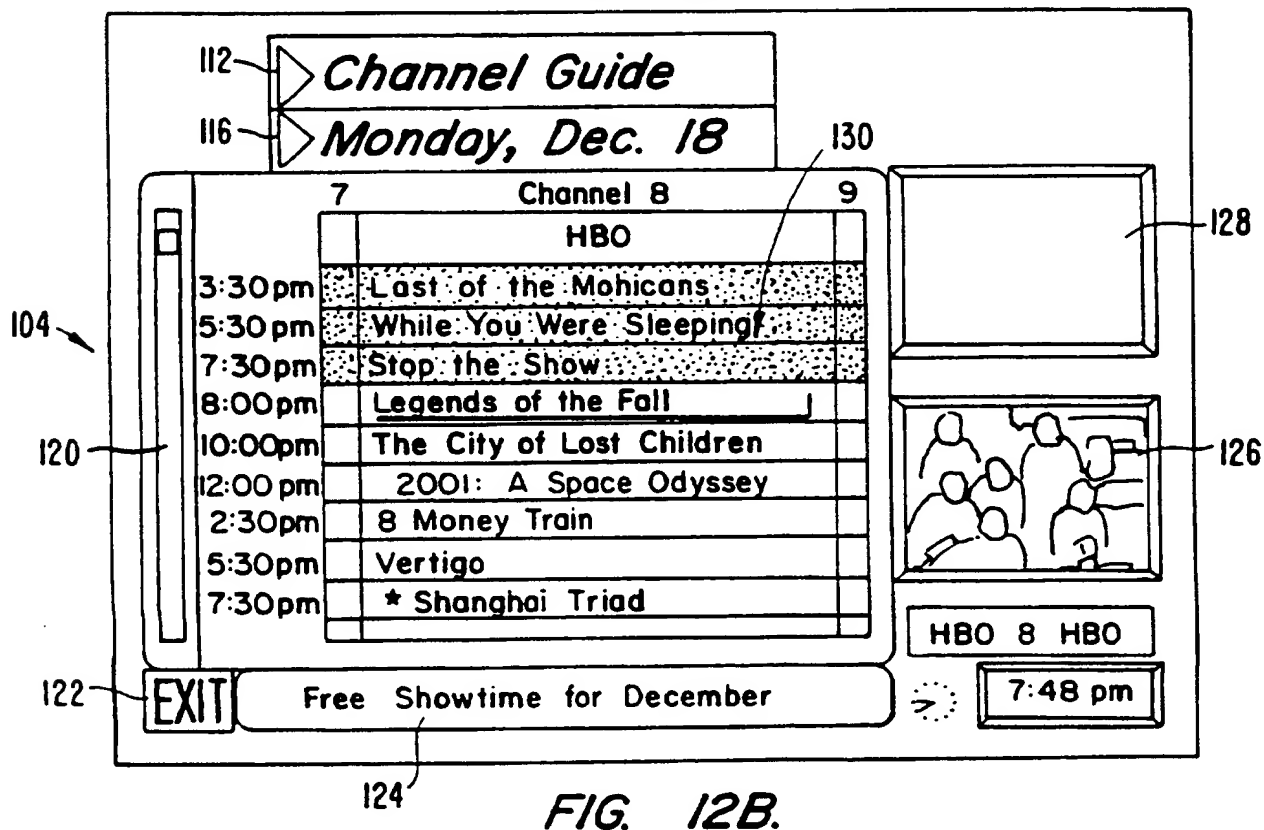 112
Channel Guide
116
Monday, Dec. 18
130
7 Channel 8 9
HBO
128
3:30pm Last of the Mohicans
104
5:30pm While You Were Sleeping
7:30pm Stop the Show
8:00pm Legends of the Fall
120
10:00pm The City of Lost Children
126
12:00 pm 2001: A Space Odyssey
2:30pm 8 Money Train
5:30pm Vertigo
7:30pm * Shanghai Triad
HBO 8 HBO
122
EXIT
Free Showtime for December
7:48 pm
124
FIG. 12B.